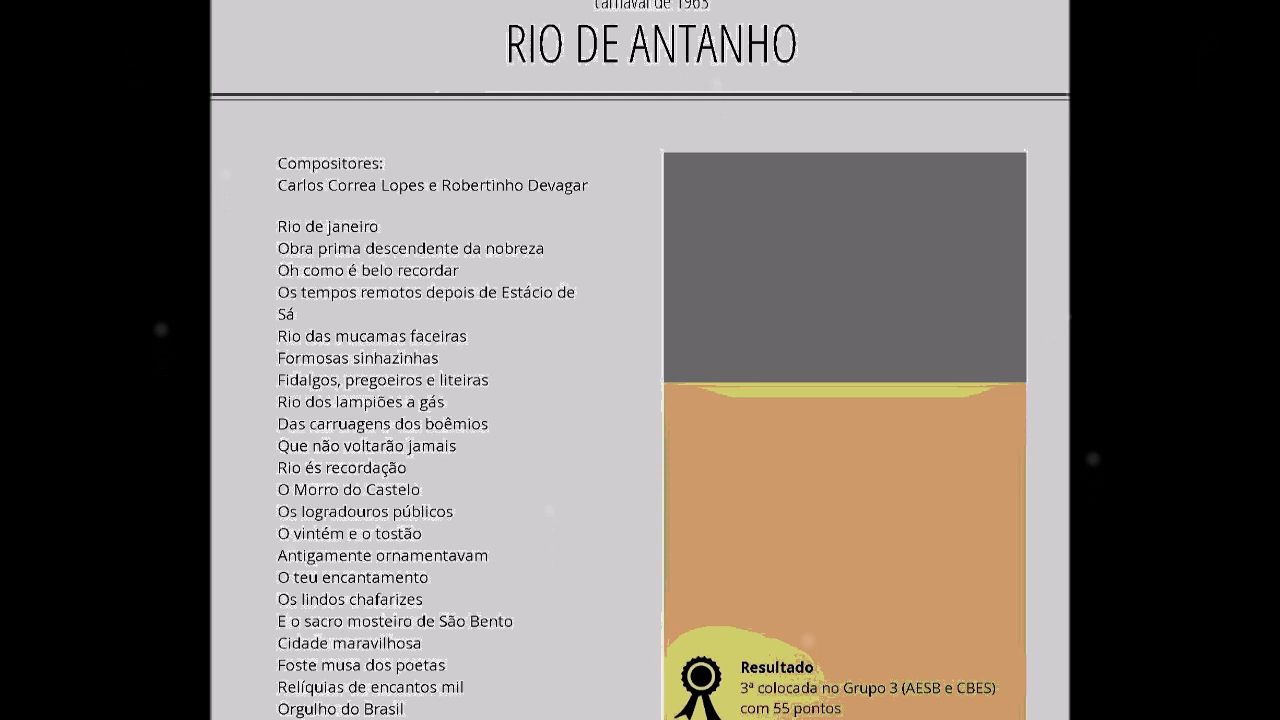 carnaval de 1963
RIO DE ANTANHO
Compositores:
Carlos Correa Lopes e Robertinho Devagar
Rio de janeiro
Obra prima descendente da nobreza
Oh como é belo recordar
Os tempos remotos depois de Estácio de
Sá
Rio das mucamas faceiras
Formosas sinhazinhas
Fidalgos, pregoeiros e liteiras
Rio dos lampiões a gás
Das carruagens dos boêmios
Que não voltarão jamais
Rio és recordação
O Morro do Castelo
Os logradouros públicos
O vintém e o tostão
Antigamente ornamentavam
O teu encantamento
Os lindos chafarizes
E o sacro mosteiro de São Bento
Cidade maravilhosa
Foste musa dos poetas
Relíquias de encantos mil
Orgulho do Brasil
Resultado
3ª colocada no Grupo 3 (AESB e CBES)
com 55 pontos